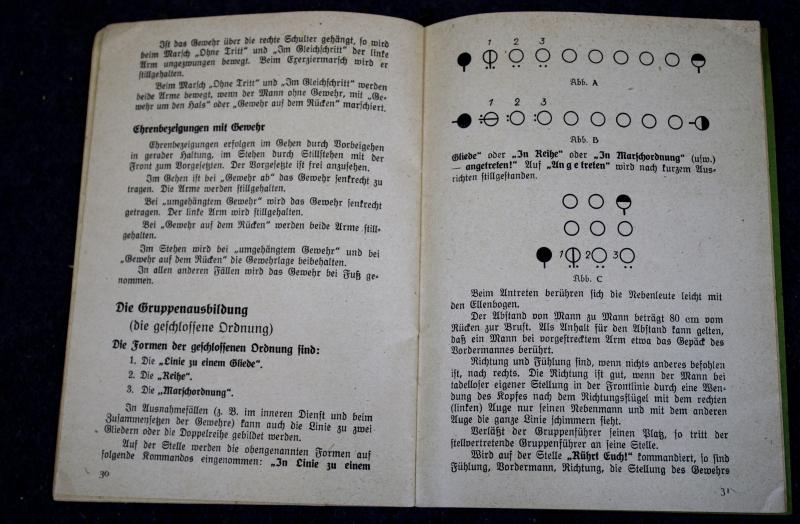 Ist das Gewehr über die rechte Schulter gehängt, so wird
beim Marsch „Ohne Tritt" und „Im Gleichschritt" der linke
Arm ungezwungen bewegt. Beim Exerziermarsch wird er
stillgehalten.
Beim Marsch „Ohne Tritt" und „Im Gleichschritt" werden
beide Arme bewegt, wenn der Mann ohne Gewehr, mit „Ge-
wehr um den Hals" oder „Gewehr auf dem Rücken" marschiert.
Ehrenbezeigungen mit Gewehr
Ehrenbezeigungen erfolgen im Gehen durch Vorbeigehen
in gerader Haltung, im Stehen durch Stillstehen mit der
Front zum Vorgesetzten. Der Vorgesetzte ist frei anzusehen.
Im Gehen ist bei „Gewehr ab" das Gewehr senkrecht zu
tragen. Die Arme werden stillgehalten.
Bei „umgehängtem Gewehr" wird das Gewehr senkrecht
getragen. Der linke Arm wird stillgehalten.
Bei „Gewehr auf dem Rücken" werden beide Arme still-
gehalten.
Im Stehen wird bei „umgehängtem Gewehr" und bei
„Gewehr auf dem Rücken" die Gewehrlage beibehalten.
In allen anderen Fällen wird das Gewehr bei Fuß ge-
nommen.
Die Gruppenausbildung
(die geschlossene Ordnung)
Die Formen der geschlossenen Ordnung sind:
1. Die „Linie zu einem Gliede".
2. Die „Reihe".
3. Die „Marschordnung".
In Ausnahmefällen (z. B. im inneren Dienst und beim
Zusammensetzen der Gewehre) kann auch die Linie zu zwei
Gliedern oder die Doppelreihe gebildet werden.
Auf der Stelle werden die obengenannten Formen auf
folgende Kommandos eingenommen: „In Linie zu einem
30
1 2 3
Abb. A
1 2 3
Abb. B
Gliede" oder „In Reihe" oder „In Marschordnung" (usw.)
— angetreten!" Auf „Angetreten" wird nach kurzem Aus-
richten stillgestanden.
1 2 3
Abb. C
Beim Antreten berühren sich die Nebenleute leicht mit
den Ellenbogen.
Der Abstand von Mann zu Mann beträgt 80 cm vom
Rücken zur Brust. Als Anhalt für den Abstand kann gelten,
daß ein Mann bei vorgestrecktem Arm etwa das Gepäck des
Vordermannes berührt.
Richtung und Fühlung sind, wenn nichts anderes befohlen
ist, nach rechts. Die Richtung ist gut, wenn der Mann bei
tadelloser eigener Stellung in der Frontlinie durch eine Wen-
dung des Kopfes nach dem Richtungsflügel mit dem rechten
(linken) Auge nur seinen Nebenmann und mit dem anderen
Auge die ganze Linie schimmern sieht.
Verläßt der Gruppenführer seinen Platz, so tritt der
stellvertretende Gruppenführer an seine Stelle.
Wird auf der Stelle „Rührt Euch!" kommandiert, so sind
Fühlung, Vordermann, Richtung, die Stellung des Gewehrs
31